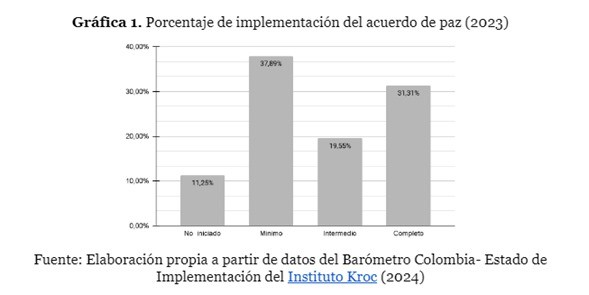 Gráfica 1. Porcentaje de implementación del acuerdo de paz (2023)
40,00%
37,89%
30,00%
31,31%
20,00%
19,55%
10,00%
11,25%
0,00%
No iniciado Mínimo Intermedio Completo
Fuente: Elaboración propia a partir de datos del Barómetro Colombia- Estado de
Implementación del Instituto Kroc (2024)